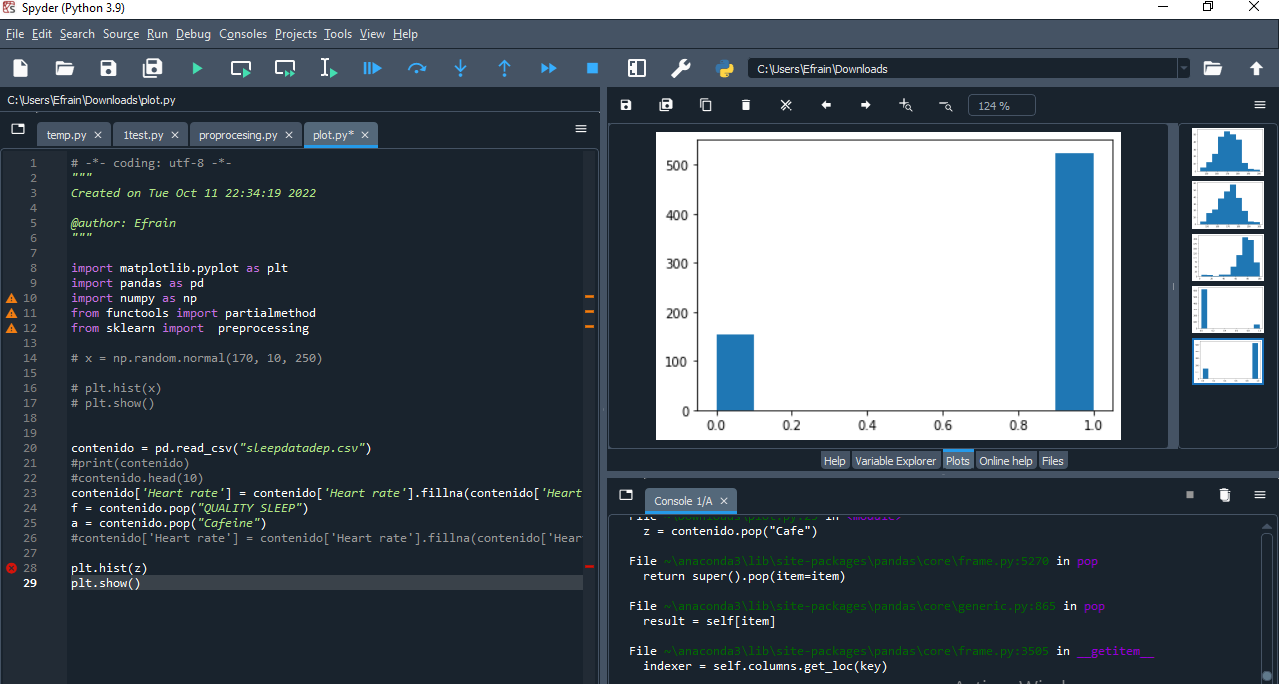 Spyder (Python 3.9)
File Edit Search Source Run Debug Consoles Projects Tools View Help
C:\Users\Efrain\Downloads
C:\Users\Efrain\Downloads\plot.py
temp.py
1test.py
proprocesing.py
plot.py*
1 # -*- coding: utf-8 -*-
2 """
3 Created on Tue Oct 11 22:34:19 2022
4
5 @author: Efrain
6 """
7
8 import matplotlib.pyplot as plt
9 import pandas as pd
10 import numpy as np
11 from functools import partialmethod
12 from sklearn import  preprocessing
13
14 # x = np.random.normal(170, 10, 250)
15
16 # plt.hist(x)
17 # plt.show()
18
19
20 contenido = pd.read_csv("sleepdatadep.csv")
21 #print(contenido)
22 #contenido.head(10)
23 contenido['Heart rate'] = contenido['Heart rate'].fillna(contenido['Heart
24 f = contenido.pop("QUALITY SLEEP")
25 a = contenido.pop("Cafeine")
26 #contenido['Heart rate'] = contenido['Heart rate'].fillna(contenido['Hear
27
28 plt.hist(z)
29 plt.show()
124 %
500
400
300
200
100
0
0.0 0.2 0.4 0.6 0.8 1.0
Help Variable Explorer Plots Online help Files
Console 1/A
z = contenido.pop("Cafe")
File ~\anaconda3\lib\site-packages\pandas\core\frame.py:5270 in pop
return super().pop(item=item)
File ~\anaconda3\lib\site-packages\pandas\core\generic.py:865 in pop
result = self[item]
File ~\anaconda3\lib\site-packages\pandas\core\frame.py:3505 in __getitem__
indexer = self.columns.get_loc(key)